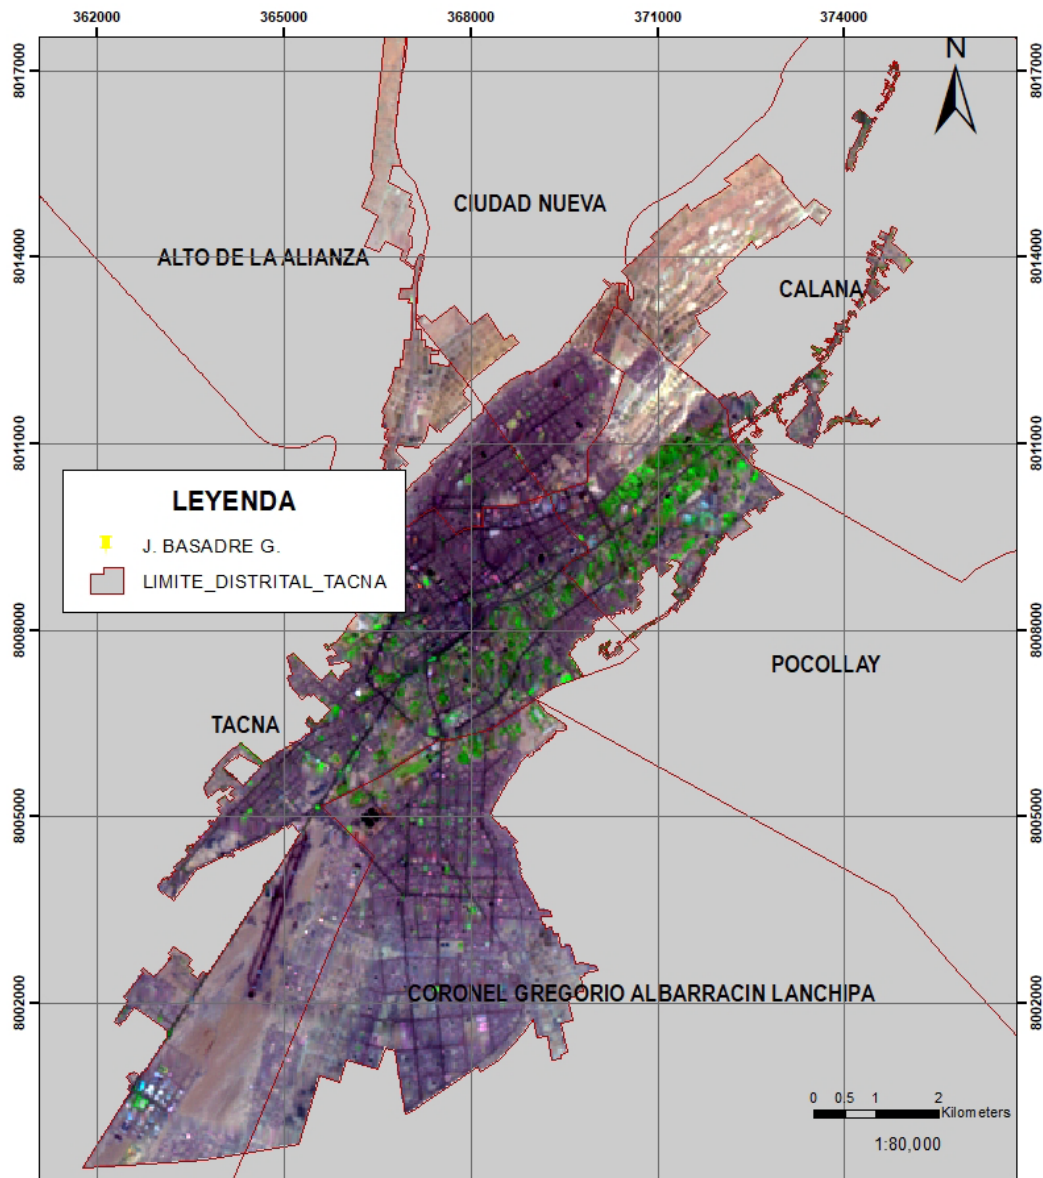 362000 365000 368000 371000 374000
8017000 8017000
N
CIUDAD NUEVA
ALTO DE LA ALIANZA
8014000 8014000
CALANA
8011000 8011000
LEYENDA
J. BASADRE G.
LIMITE_DISTRITAL_TACNA
8008000 8008000
POCOLLAY
TACNA
8005000 8005000
CORONEL GREGORIO ALBARRACIN LANCHIPA
8002000 8002000
0 0.5 1 2
Kilometers
1:80,000